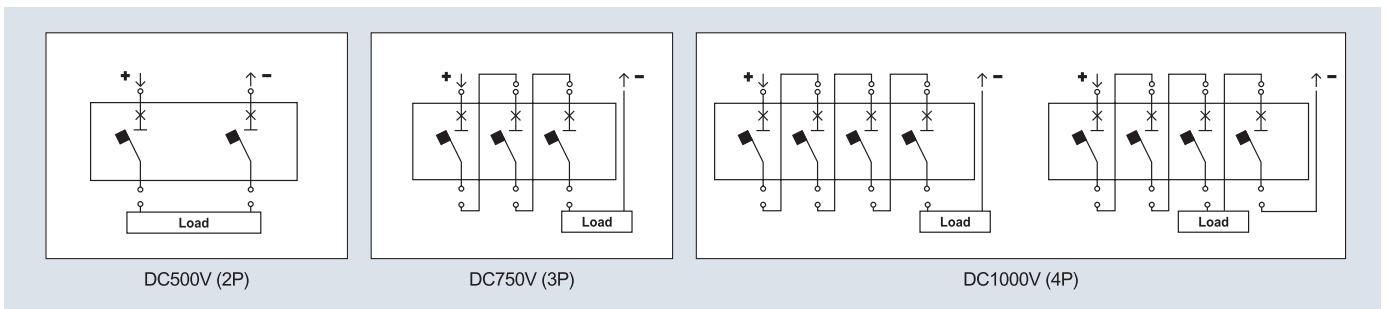 + −
+ −
+ −
+ −
Load
Load
Load
Load
DC500V (2P)
DC750V (3P)
DC1000V (4P)